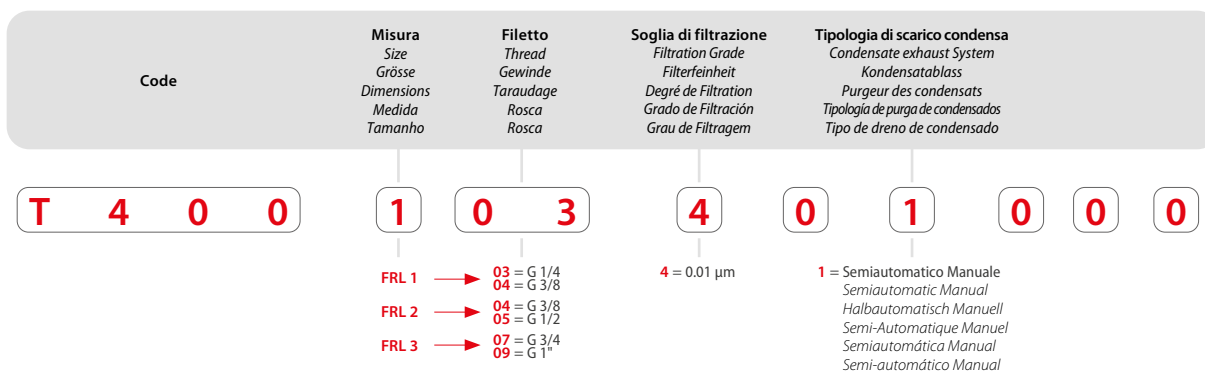 Code
Misura
Size
Grösse
Dimensions
Medida
Tamanho
Filetto
Thread
Gewinde
Taraudage
Rosca
Rosca
Soglia di filtrazione
Filtration Grade
Filterfeinheit
Degré de Filtration
Grado de Filtración
Grau de Filtragem
Tipologia di scarico condensa
Condensate exhaust System
Kondensatablass
Purgeur des condensats
Tipología de purga de condensados
Tipo de dreno de condensado
T 4 0 0 1 0 3 4 0 1 0 0 0
FRL 1
03 = G 1/4
04 = G 3/8
FRL 2
04 = G 3/8
05 = G 1/2
FRL 3
07 = G 3/4
09 = G 1"
4 = 0.01 µm
1 = Semiautomatico Manuale
Semiautomatic Manual
Halbautomatisch Manuell
Semi-Automatique Manuel
Semiautomática Manual
Semi-automático Manual